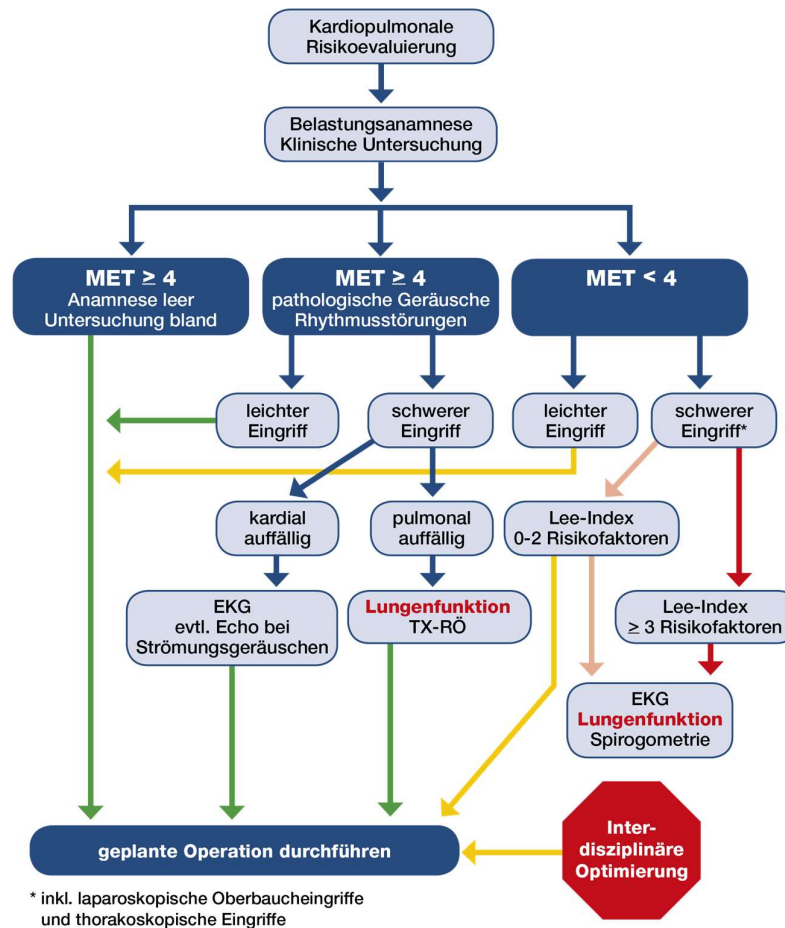 Kardiopulmonale
Risikoevaluierung
Belastungsanamnese
Klinische Untersuchung
MET ≥ 4
Anamnese leer
Untersuchung bland
MET ≥ 4
pathologische Geräusche
Rhythmusstörungen
MET < 4
leichter
Eingriff
schwerer
Eingriff
leichter
Eingriff
schwerer
Eingriff*
kardial
auffällig
pulmonal
auffällig
Lee-Index
0-2 Risikofaktoren
EKG
evtl. Echo bei
Strömungsgeräuschen
Lungenfunktion
TX-RÖ
Lee-Index
≥ 3 Risikofaktoren
EKG
Lungenfunktion
Spirogometrie
geplante Operation durchführen
Inter-
disziplinäre
Optimierung
* inkl. laparoskopische Oberbaucheingriffe
und thorakoskopische Eingriffe